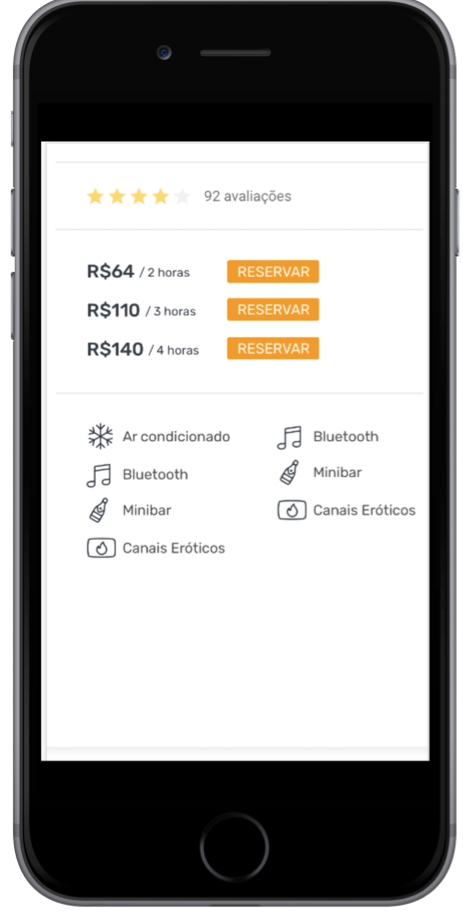 92 avaliações
R$64 / 2 horas RESERVAR
R$110 / 3 horas RESERVAR
R$140 / 4 horas RESERVAR
Ar condicionado
Bluetooth
Minibar
Canais Eróticos
Bluetooth
Minibar
Canais Eróticos